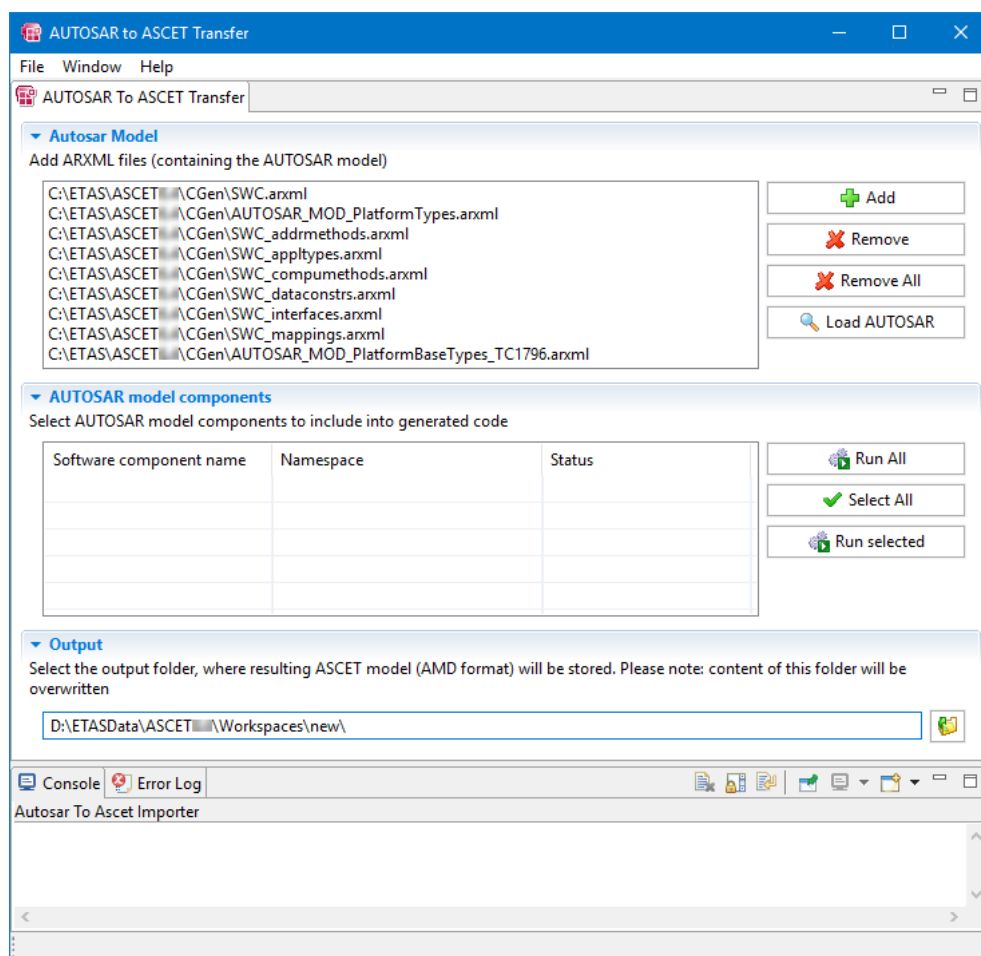 AUTOSAR to ASCET Transfer
File Window Help
AUTOSAR To ASCET Transfer
Autosar Model
Add ARXML files (containing the AUTOSAR model)
C:\ETAS\ASCET \CGen\SWC.arxml
C:\ETAS\ASCET \CGen\AUTOSAR_MOD_PlatformTypes.arxml
C:\ETAS\ASCET \CGen\SWC_addrmethods.arxml
C:\ETAS\ASCET \CGen\SWC_appltypes.arxml
C:\ETAS\ASCET \CGen\SWC_compumethods.arxml
C:\ETAS\ASCET \CGen\SWC_dataconstrs.arxml
C:\ETAS\ASCET \CGen\SWC_interfaces.arxml
C:\ETAS\ASCET \CGen\SWC_mappings.arxml
C:\ETAS\ASCET \CGen\AUTOSAR_MOD_PlatformBaseTypes_TC1796.arxml
Add
Remove
Remove All
Load AUTOSAR
AUTOSAR model components
Select AUTOSAR model components to include into generated code
Software component name Namespace Status
Run All
Select All
Run selected
Output
Select the output folder, where resulting ASCET model (AMD format) will be stored. Please note: content of this folder will be
overwritten
D:\ETASData\ASCET \Workspaces\new\
Console Error Log
Autosar To Ascet Importer